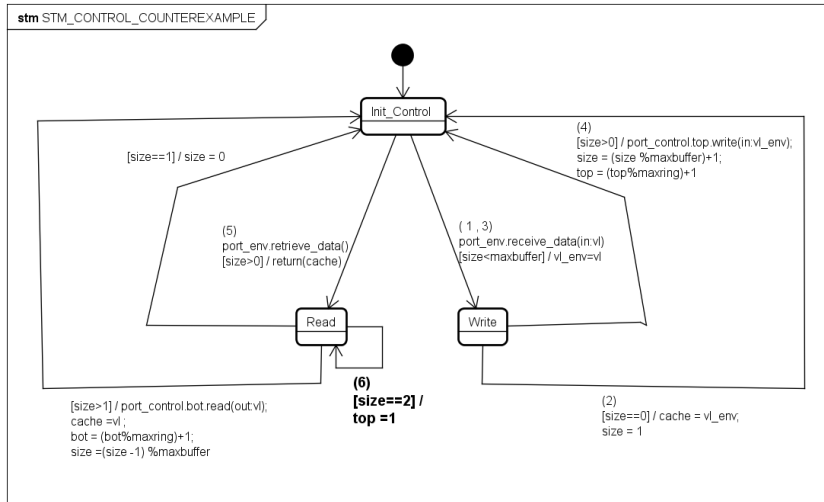 stm STM_CONTROL_COUNTEREXAMPLE
Init_Control
(4)
[size>0] / port_control.top.write(in:vl_env);
size = (size %maxbuffer)+1;
top = (top%maxring)+1
[size==1] / size = 0
(5)
port_env.retrieve_data()
[size>0] / return(cache)
( 1 , 3 )
port_env.receive_data(in:vl)
[size<maxbuffer] / vl_env=vl
Read
Write
(6)
[size==2] /
top =1
[size>1] / port_control.bot.read(out:vl);
cache =vl ;
bot = (bot%maxring)+1;
size =(size -1) %maxbuffer
(2)
[size==0] / cache = vl_env;
size = 1